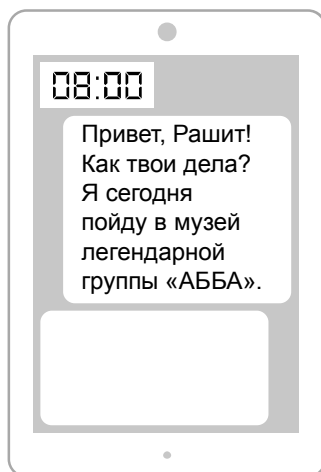 08:00
Привет, Рашит!
Как твои дела?
Я сегодня
пойду в музей
легендарной
группы «АББА».